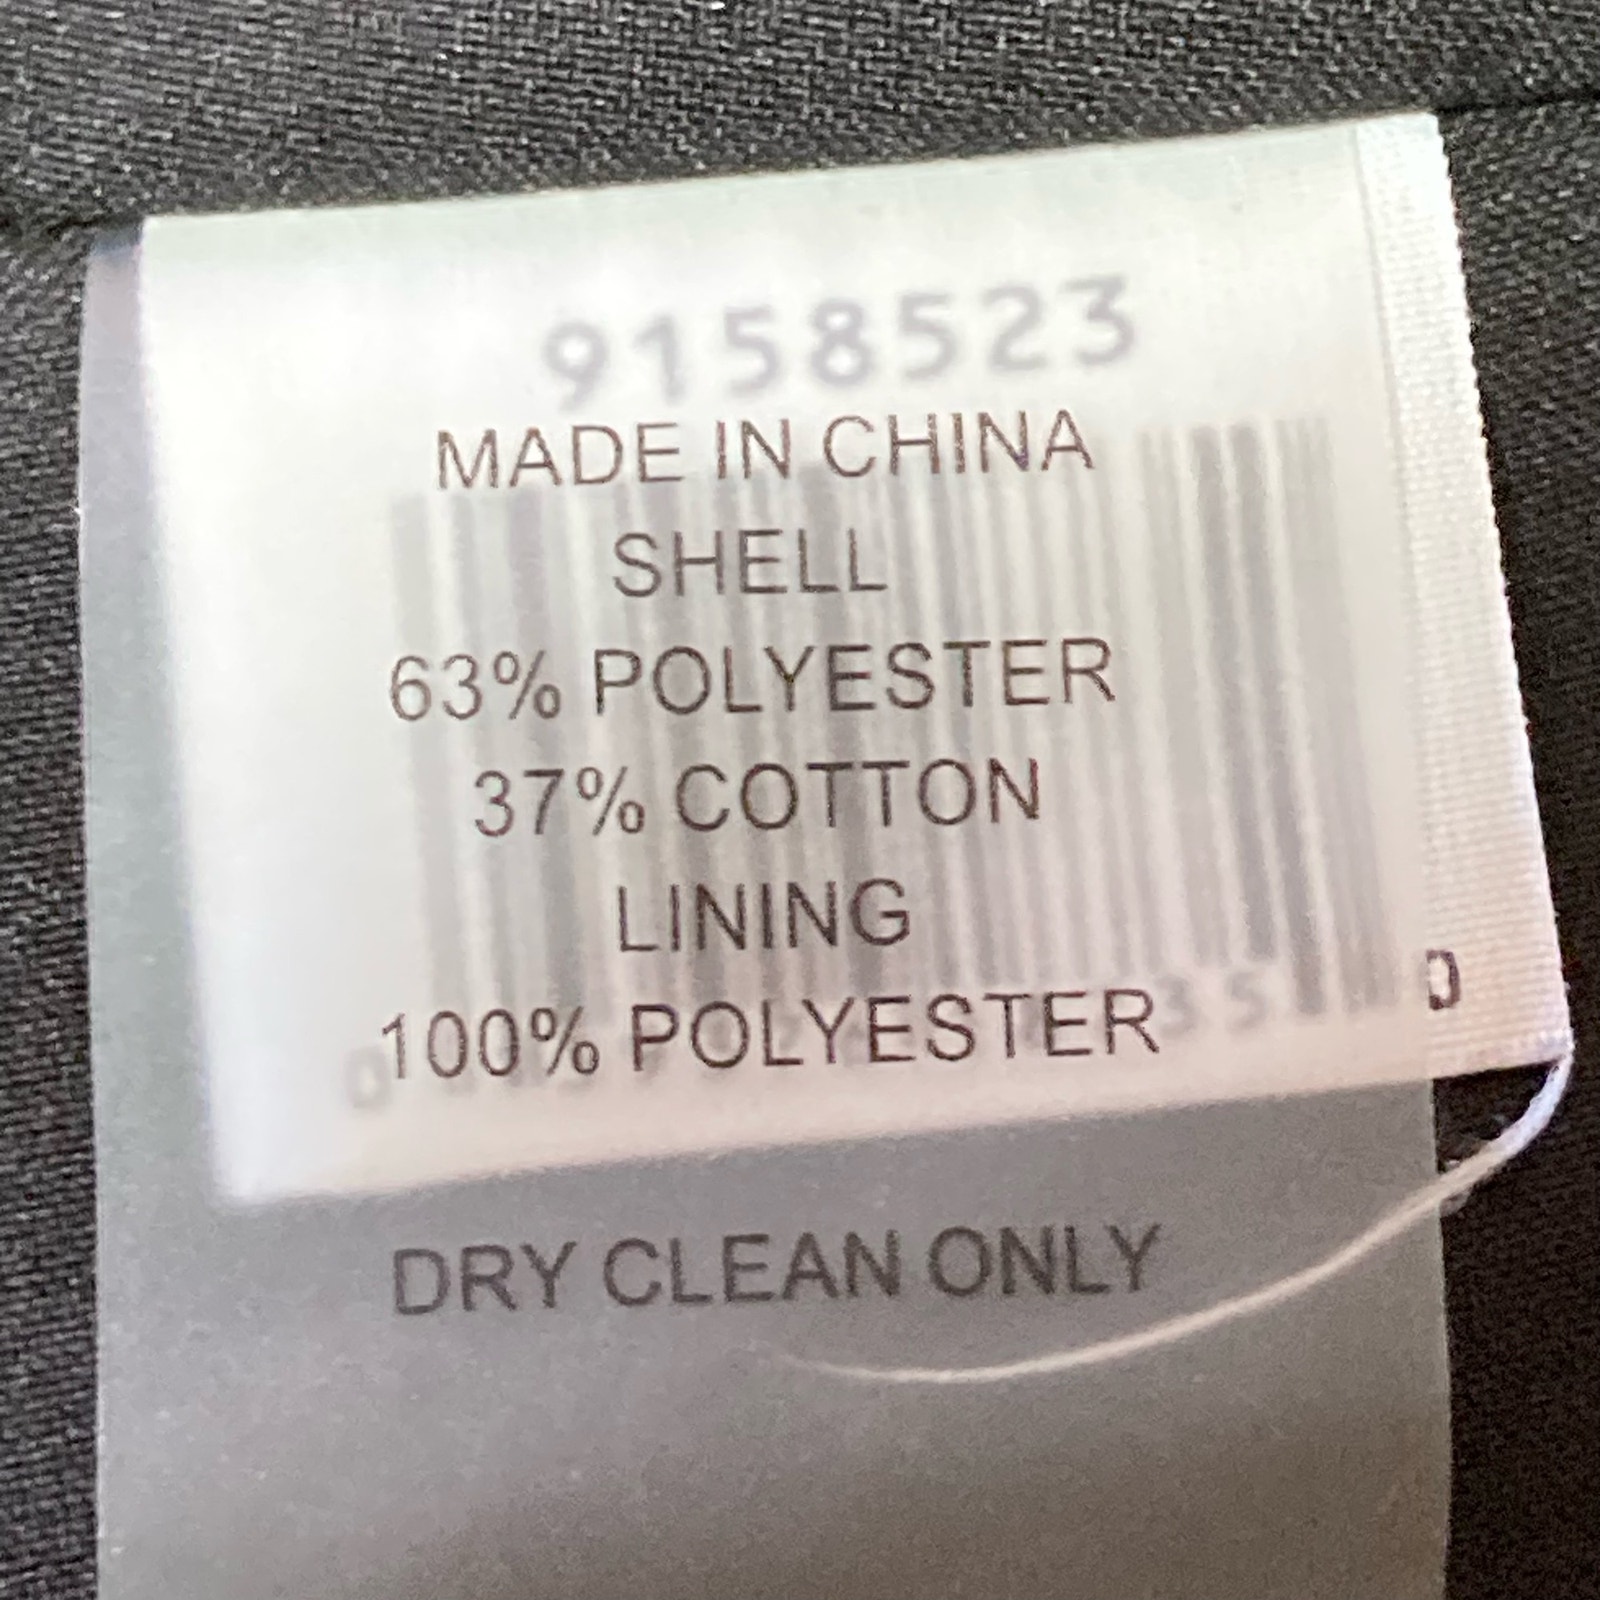 9158523
MADE IN CHINA
SHELL
63% POLYESTER
37% COTTON
LINING
100% POLYESTER
DRY CLEAN ONLY